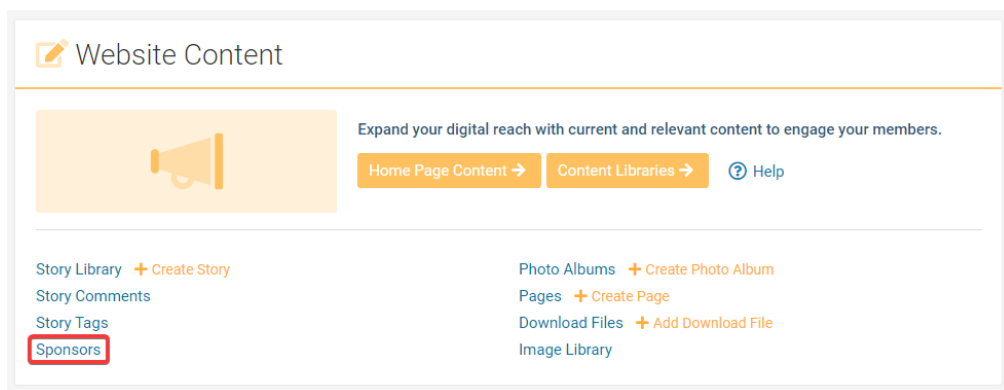 Website Content
Expand your digital reach with current and relevant content to engage your members.
Home Page Content → Content Libraries → ? Help
Story Library + Create Story
Story Comments
Story Tags
Sponsors
Photo Albums + Create Photo Album
Pages + Create Page
Download Files + Add Download File
Image Library